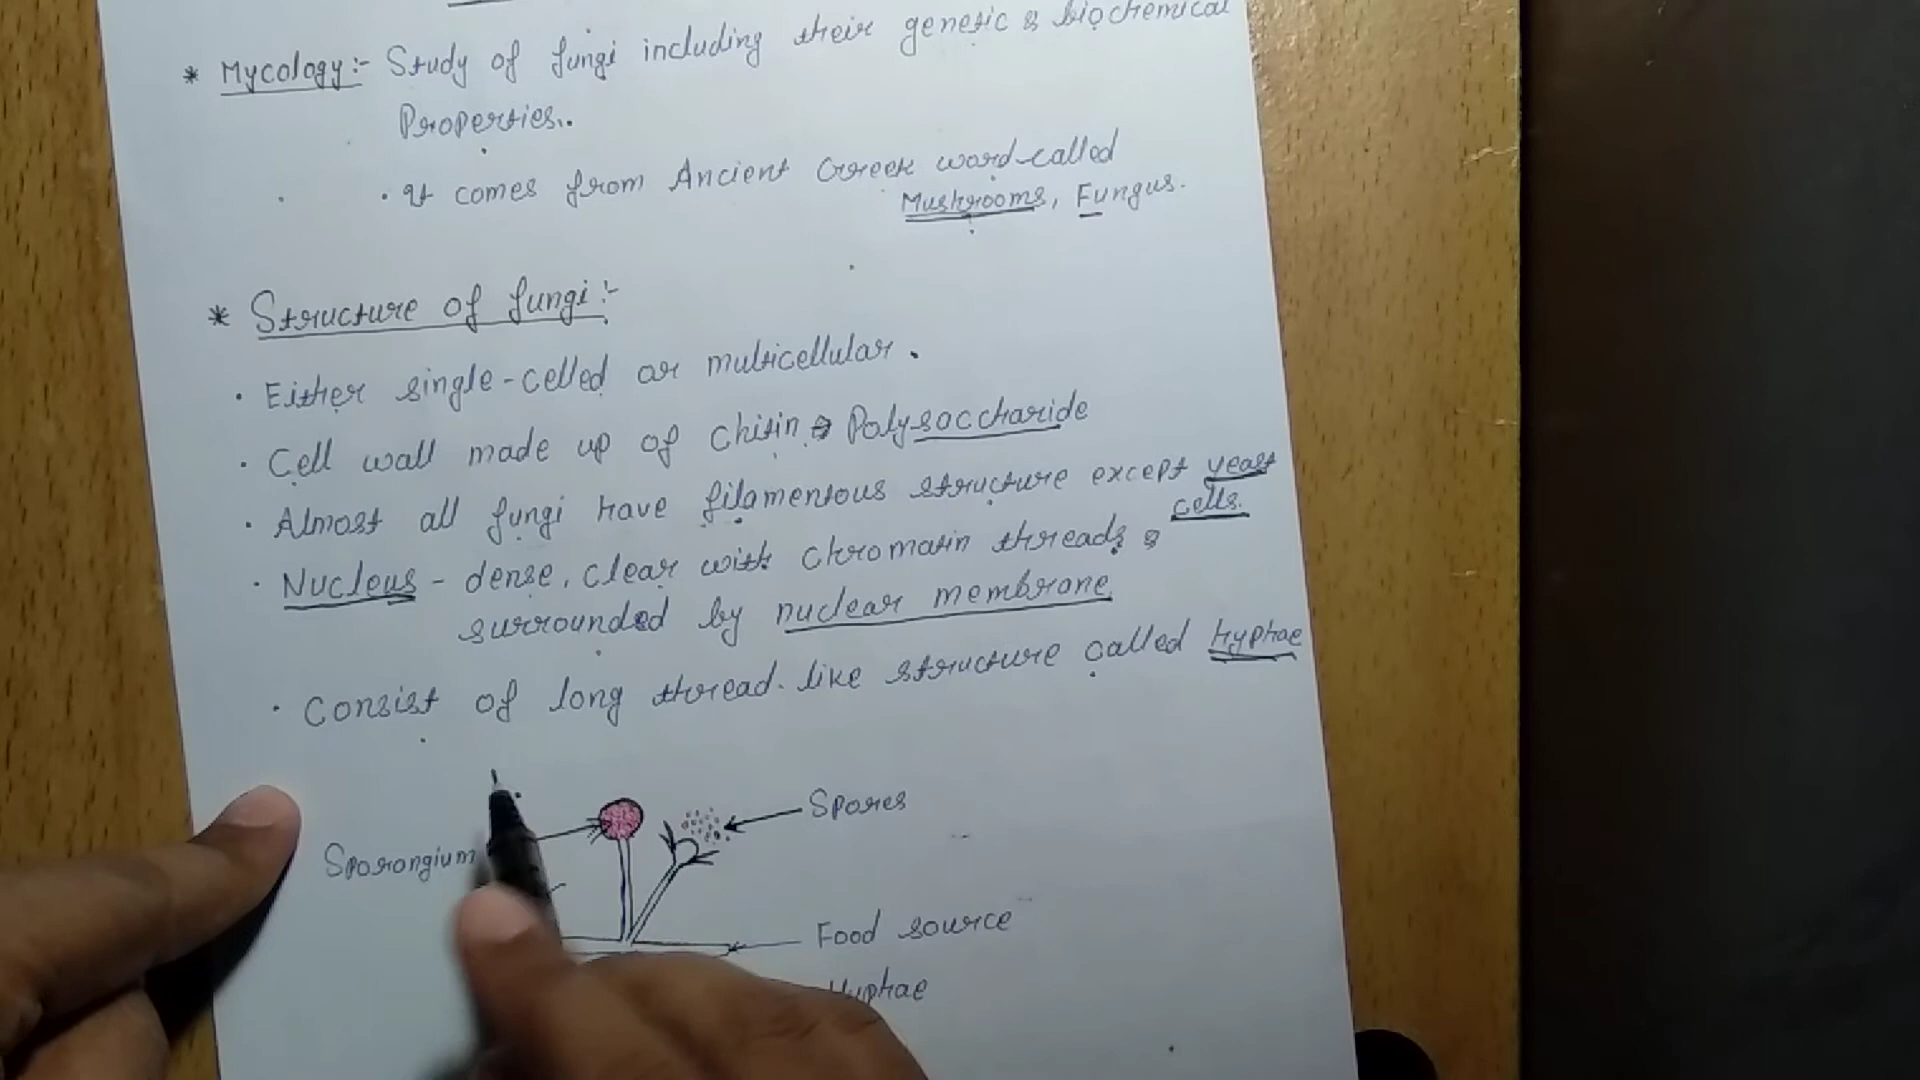 * Mycology:- Study of fungi including their genetic & biochemical
Properties.
• It comes from Ancient Greek word called
Mushrooms, Fungus.
* Structure of fungi:-
• Either single-celled or multicellular.
• Cell wall made up of chitin & Polysaccharide
• Almost all fungi have filamentous structure except yeast
cells.
• Nucleus - dense, clear with chromatin threads &
surrounded by nuclear membrane
• Consist of long thread-like structure called Hyphae
Spores
Sporangium
Food source
Hyphae